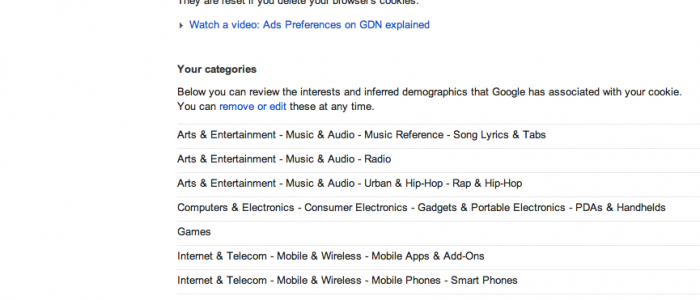 They are reset if you delete your browser's cookies.
Watch a video: Ads Preferences on GDN explained
Your categories
Below you can review the interests and inferred demographics that Google has associated with your cookie.
You can remove or edit these at any time.
Arts & Entertainment - Music & Audio - Music Reference - Song Lyrics & Tabs
Arts & Entertainment - Music & Audio - Radio
Arts & Entertainment - Music & Audio - Urban & Hip-Hop - Rap & Hip-Hop
Computers & Electronics - Consumer Electronics - Gadgets & Portable Electronics - PDAs & Handhelds
Games
Internet & Telecom - Mobile & Wireless - Mobile Apps & Add-Ons
Internet & Telecom - Mobile & Wireless - Mobile Phones - Smart Phones